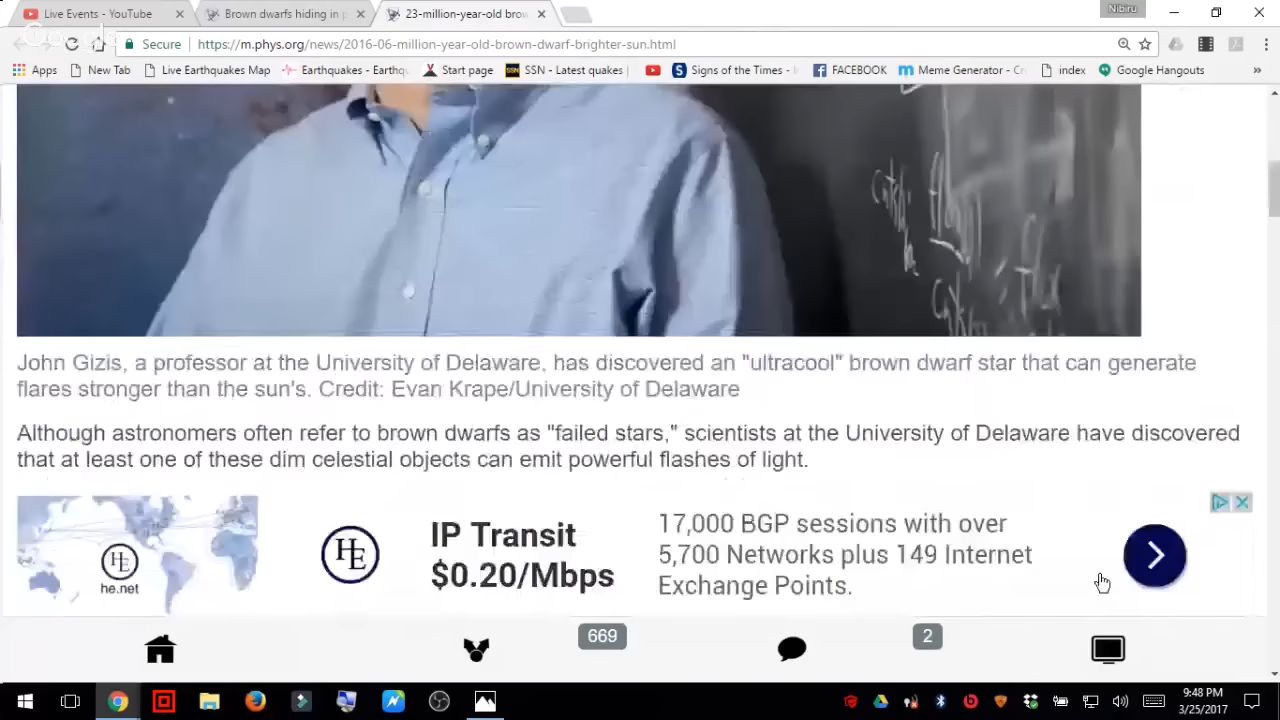 Nibiru
Live Events - YouTube
Brown dwarfs hiding in p
23-million-year-old brow
Secure
https://m.phys.org/news/2016-06-million-year-old-brown-dwarf-brighter-sun.html
Apps
New Tab
Live Earthquakes Map
Earthquakes - Earthq
Start page
SSN
SSN - Latest quakes
Signs of the Times -
FACEBOOK
Meme Generator - Cr
index
Google Hangouts
John Gizis, a professor at the University of Delaware, has discovered an "ultracool" brown dwarf star that can generate
flares stronger than the sun's. Credit: Evan Krape/University of Delaware
Although astronomers often refer to brown dwarfs as "failed stars," scientists at the University of Delaware have discovered
that at least one of these dim celestial objects can emit powerful flashes of light.
HE
he.net
HE
IP Transit
$0.20/Mbps
17,000 BGP sessions with over
5,700 Networks plus 149 Internet
Exchange Points.
669
2
9:48 PM
3/25/2017